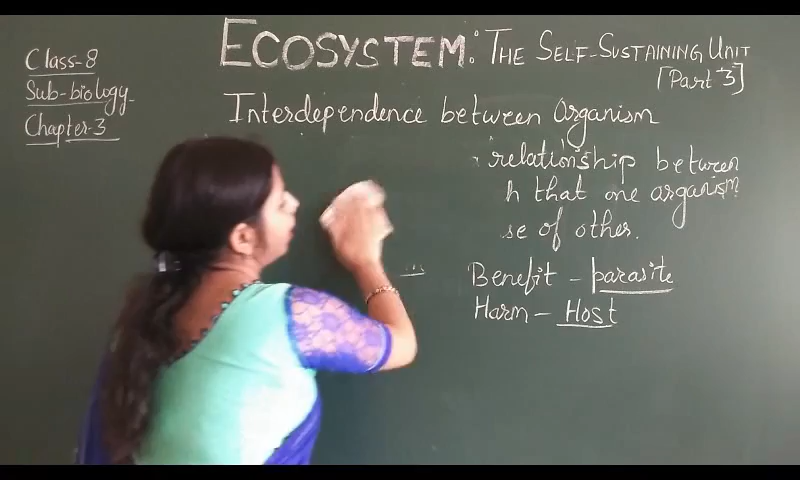 Class-8
Sub-biology
Chapter-3
ECOSYSTEM: THE SELF-SUSTAINING UNIT
[Part 3]
Interdependence between Organism
relationship between
h that one organism
se of other.
Benefit - parasite
Harm - Host